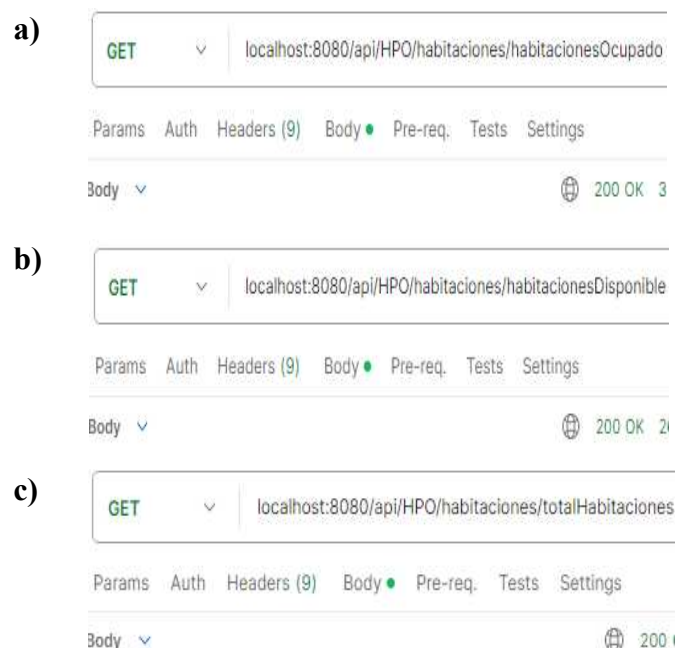 a)
GET localhost:8080/api/HPO/habitaciones/habitacionesOcupado
Params Auth Headers (9) Body Pre-req. Tests Settings
Body 200 OK 3
b)
GET localhost:8080/api/HPO/habitaciones/habitacionesDisponible
Params Auth Headers (9) Body Pre-req. Tests Settings
Body 200 OK
c)
GET localhost:8080/api/HPO/habitaciones/totalHabitaciones
Params Auth Headers (9) Body Pre-req. Tests Settings
Body 200